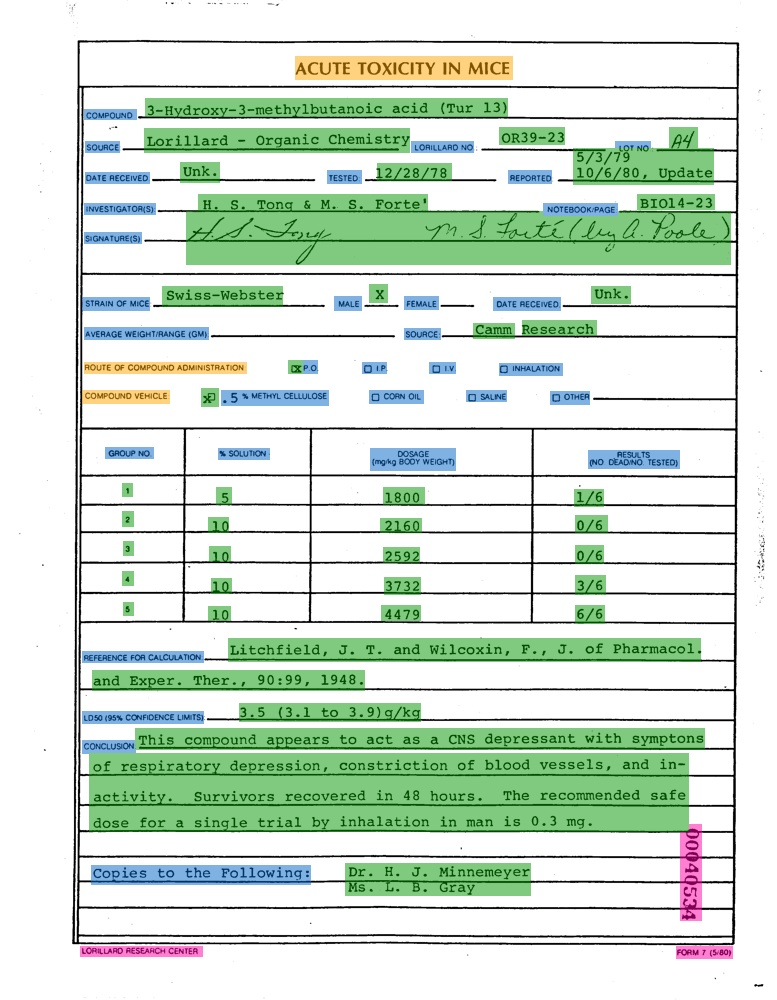 ACUTE TOXICITY IN MICE
COMPOUND 3-Hydroxy-3-methylbutanoic acid (Tur 13)
SOURCE Lorillard - Organic Chemistry LORILLARD NO OR39-23 LOT NO A4
DATE RECEIVED Unk. TESTED 12/28/78 REPORTED 5/3/79
10/6/80, Update
INVESTIGATOR(S) H. S. Tong & M. S. Forte' NOTEBOOK/PAGE BIO14-23
SIGNATURE(S) H. S. Tong M. S. Forté (by A. Poole)
STRAIN OF MICE Swiss-Webster MALE X FEMALE DATE RECEIVED Unk.
AVERAGE WEIGHT/RANGE (GM) SOURCE: Camm Research
ROUTE OF COMPOUND ADMINISTRATION X P.O. I.P. I.V. INHALATION
COMPOUND VEHICLE X .5 % METHYL CELLULOSE CORN OIL SALINE OTHER
GROUP NO. % SOLUTION DOSAGE RESULTS
(mg/kg BODY WEIGHT) (NO. DEAD/NO. TESTED)
1 5 1800 1/6
2 10 2160 0/6
3 10 2592 0/6
4 10 3732 3/6
5 10 4479 6/6
REFERENCE FOR CALCULATION Litchfield, J. T. and Wilcoxin, F., J. of Pharmacol.
and Exper. Ther., 90:99, 1948.
LD50 (95% CONFIDENCE LIMITS) 3.5 (3.1 to 3.9)g/kg
CONCLUSION This compound appears to act as a CNS depressant with symptons
of respiratory depression, constriction of blood vessels, and in-
activity. Survivors recovered in 48 hours. The recommended safe
dose for a single trial by inhalation in man is 0.3 mg.
Copies to the Following: Dr. H. J. Minnemeyer
Ms. L. B. Gray
00040534
LORILLARD RESEARCH CENTER FORM 7 (5/80)